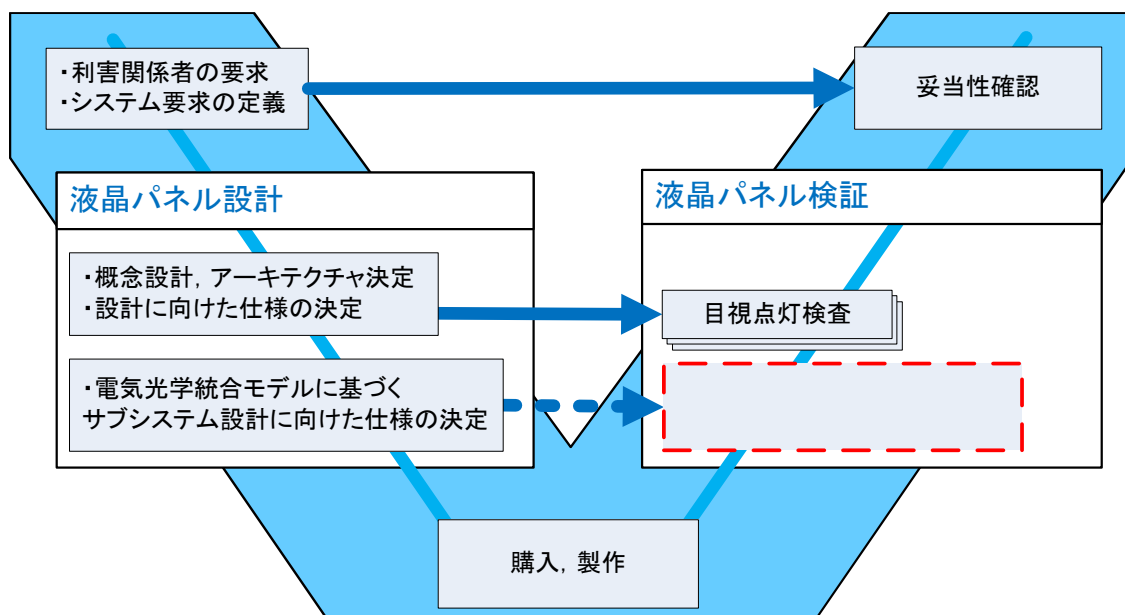 ・利害関係者の要求
・システム要求の定義
妥当性確認
液晶パネル設計
液晶パネル検証
・概念設計, アーキテクチャ決定
・設計に向けた仕様の決定
目視点灯検査
・電気光学統合モデルに基づく
サブシステム設計に向けた仕様の決定
購入, 製作